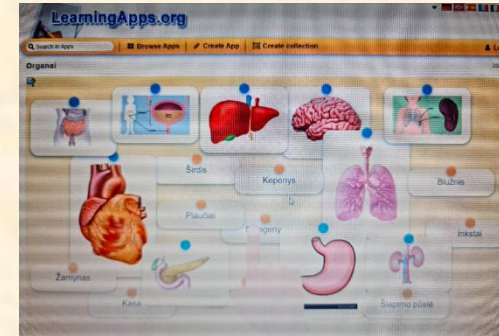 LearningApps.org
Search in Apps
Browse Apps
Create App
Create collection
Organai
Širdis
Kepenys
Blužnis
Plaučiai
Inkstai
Žarnynas
Kasa
Šlapimo pūslė